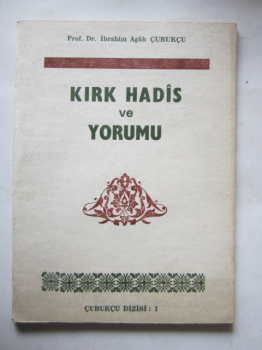 Prof. Dr. İbrahim Agâh ÇUBUKÇU
KIRK HADÎS
ve
YORUMU
ÇUBUKÇU DİZİSİ : 1